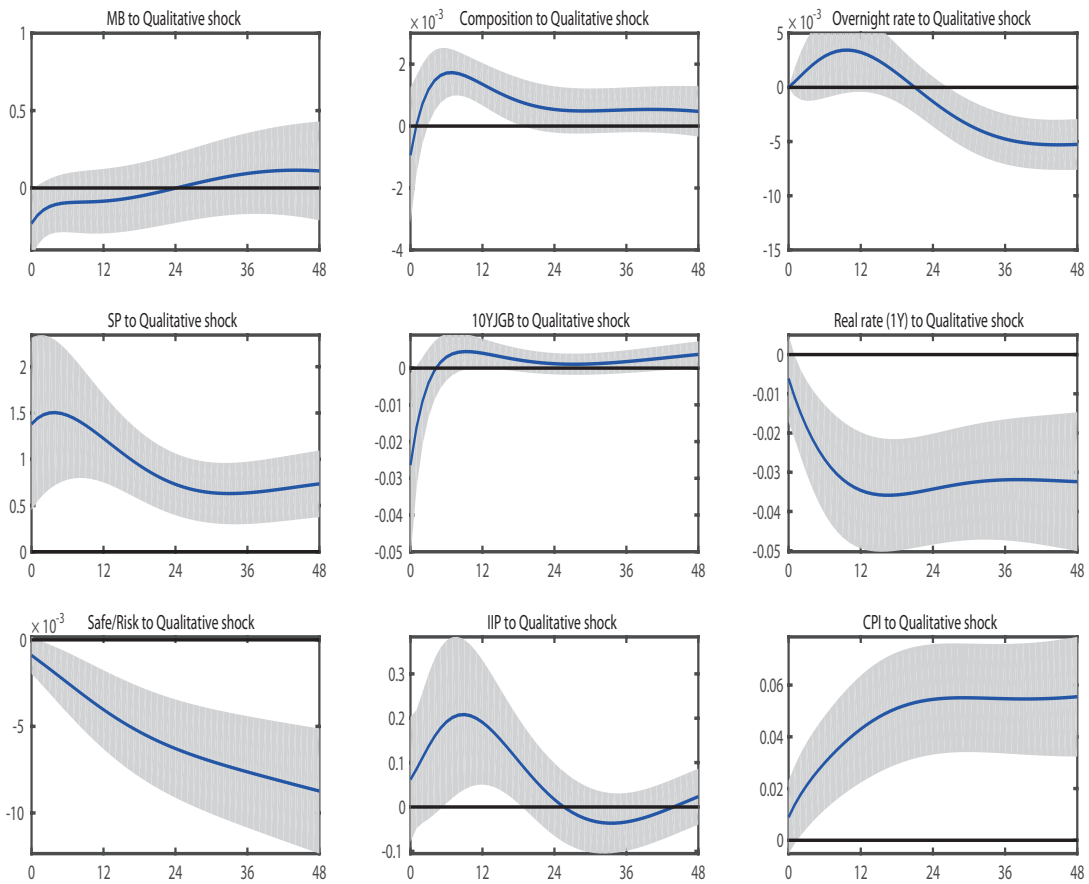 MB to Qualitative shock
1
0.5
0
0 12 24 36 48
Composition to Qualitative shock
× 10⁻³
2
0
-2
-4
0 12 24 36 48
Overnight rate to Qualitative shock
× 10⁻³
5
0
-5
-10
-15
0 12 24 36 48
SP to Qualitative shock
2
1.5
1
0.5
0
0 12 24 36 48
10YJGB to Qualitative shock
0
-0.01
-0.02
-0.03
-0.04
-0.05
0 12 24 36 48
Real rate (1Y) to Qualitative shock
0
-0.01
-0.02
-0.03
-0.04
-0.05
0 12 24 36 48
Safe/Risk to Qualitative shock
× 10⁻³
0
-5
-10
0 12 24 36 48
IIP to Qualitative shock
0.3
0.2
0.1
0
-0.1
0 12 24 36 48
CPI to Qualitative shock
0.06
0.04
0.02
0
0 12 24 36 48